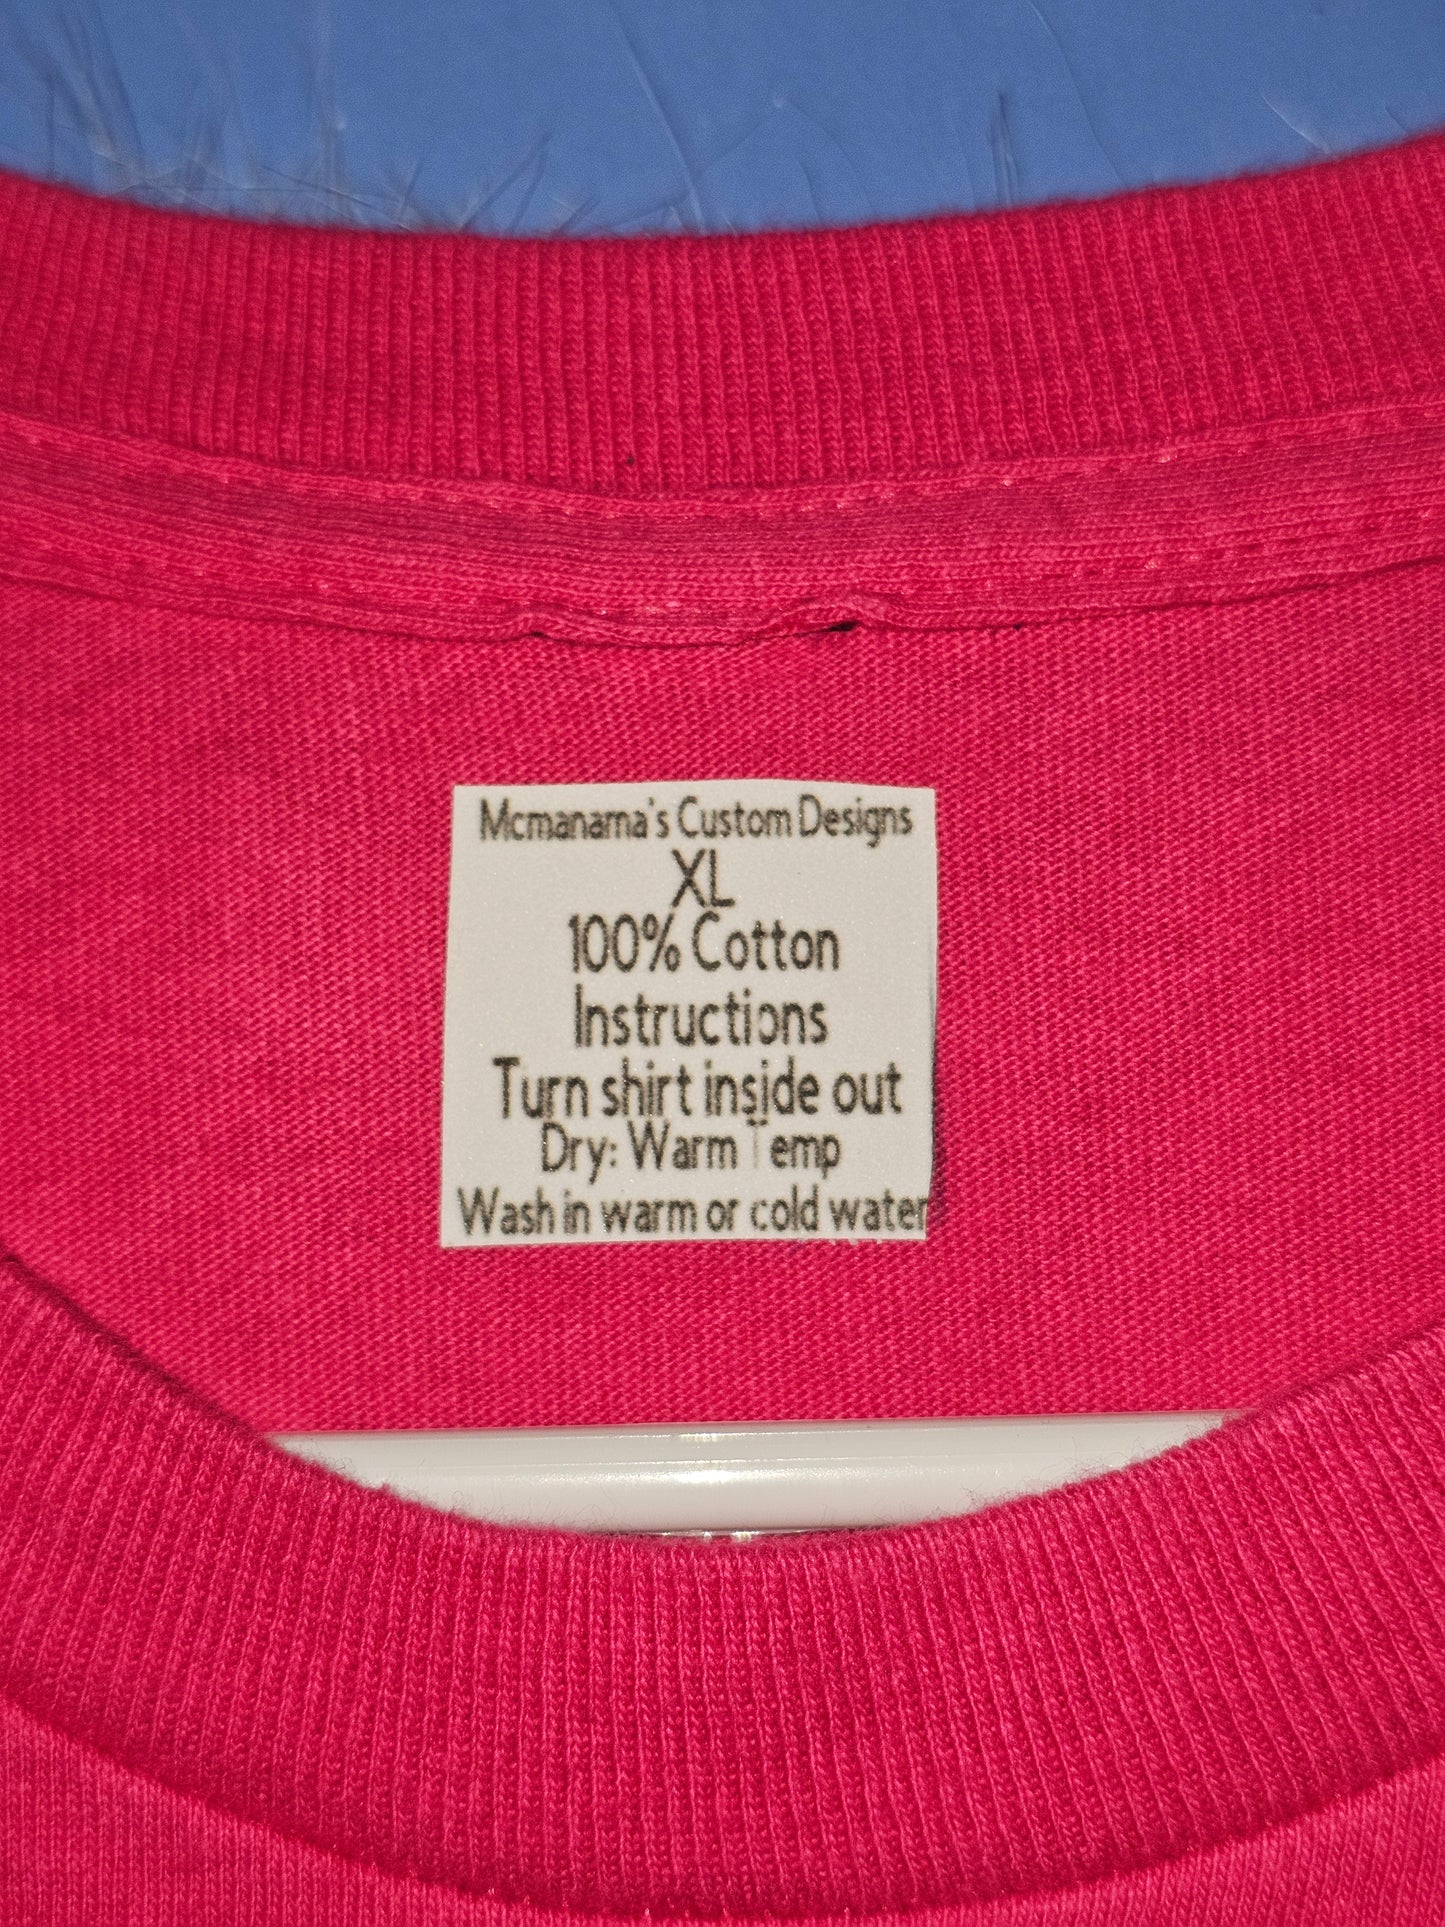 Mcmanama's Custom Designs
XL
100% Cotton
Instructions
Turn shirt inside out
Dry: Warm Temp
Wash in warm or cold water